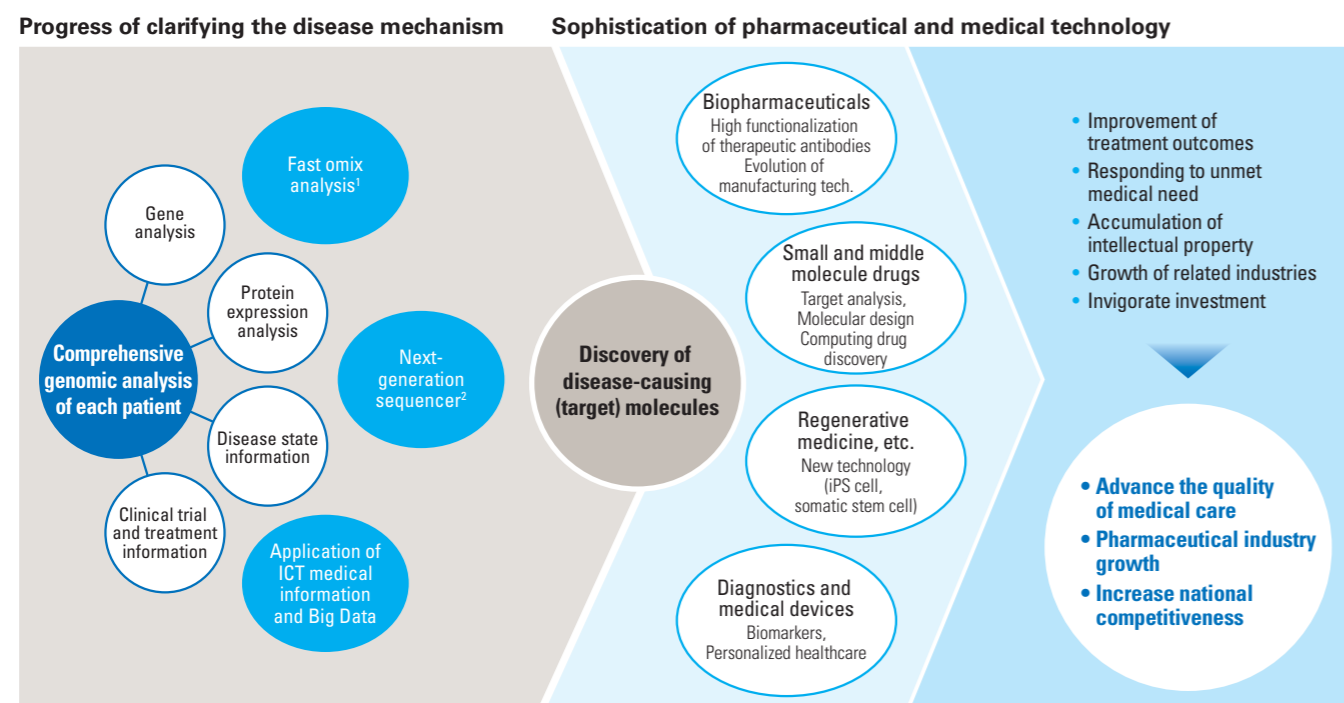 Progress of clarifying the disease mechanism
Sophistication of pharmaceutical and medical technology
Fast omix
analysis1
Gene
analysis
Protein
expression
analysis
Comprehensive
genomic analysis
of each patient
Next-
generation
sequencer2
Disease state
information
Clinical trial
and treatment
information
Application of
ICT medical
information
and Big Data
Discovery of
disease-causing
(target) molecules
Biopharmaceuticals
High functionalization
of therapeutic antibodies
Evolution of
manufacturing tech.
Small and middle
molecule drugs
Target analysis,
Molecular design
Computing drug
discovery
Regenerative
medicine, etc.
New technology
(iPS cell,
somatic stem cell)
Diagnostics and
medical devices
Biomarkers,
Personalized healthcare
• Improvement of
treatment outcomes
• Responding to unmet
medical need
• Accumulation of
intellectual property
• Growth of related industries
• Invigorate investment
• Advance the quality
of medical care
• Pharmaceutical industry
growth
• Increase national
competitiveness